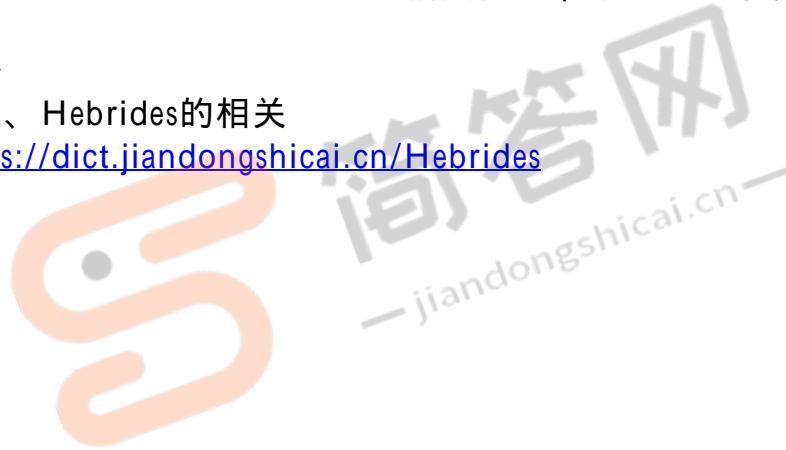 、Hebrides的相关
s://dict.jiandongshicai.cn/Hebrides
简答网
— jiandongshicai.cn —